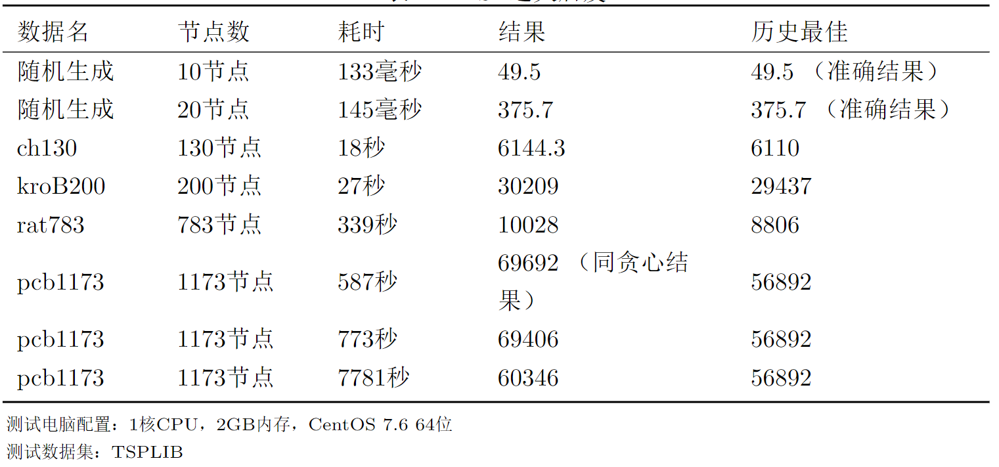 数据名 节点数 耗时 结果 历史最佳
随机生成 10节点 133毫秒 49.5 49.5 （准确结果）
随机生成 20节点 145毫秒 375.7 375.7 （准确结果）
ch130 130节点 18秒 6144.3 6110
kroB200 200节点 27秒 30209 29437
rat783 783节点 339秒 10028 8806
pcb1173 1173节点 587秒 69692 （同贪心结果） 56892
pcb1173 1173节点 773秒 69406 56892
pcb1173 1173节点 7781秒 60346 56892
测试电脑配置：1核CPU，2GB内存，CentOS 7.6 64位
测试数据集：TSPLIB